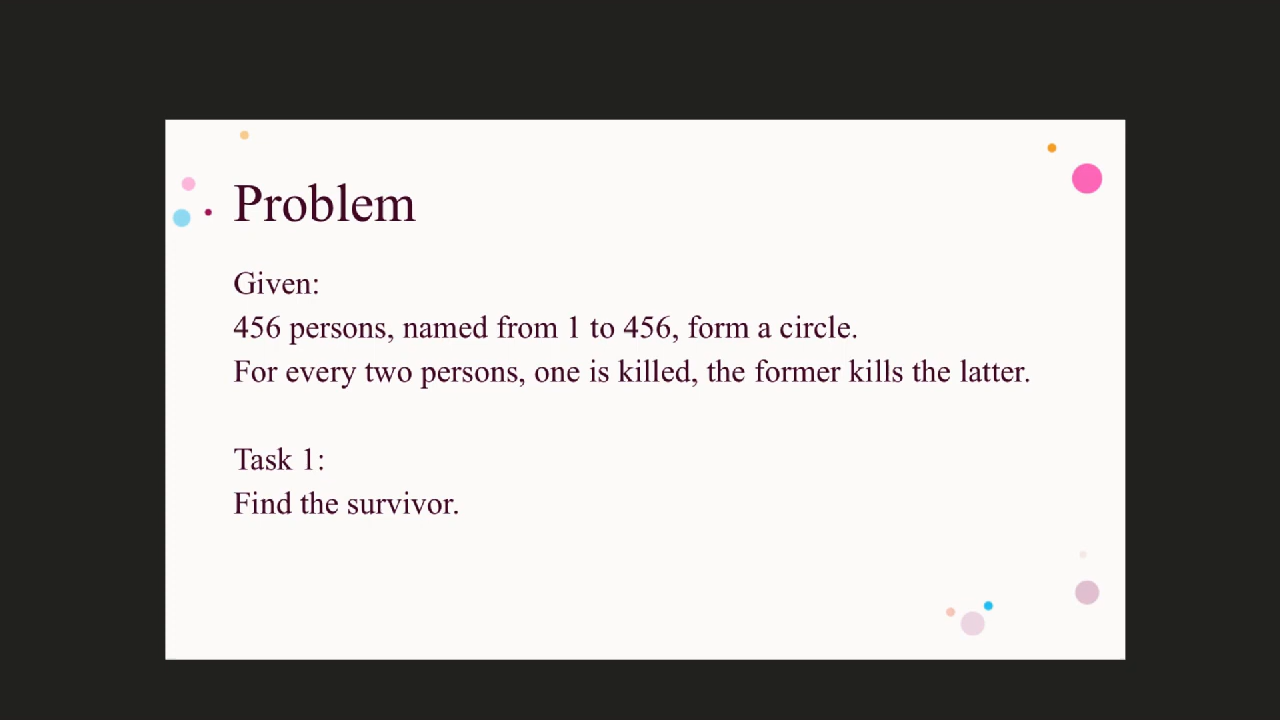 Problem
Given:
456 persons, named from 1 to 456, form a circle.
For every two persons, one is killed, the former kills the latter.
Task 1:
Find the survivor.